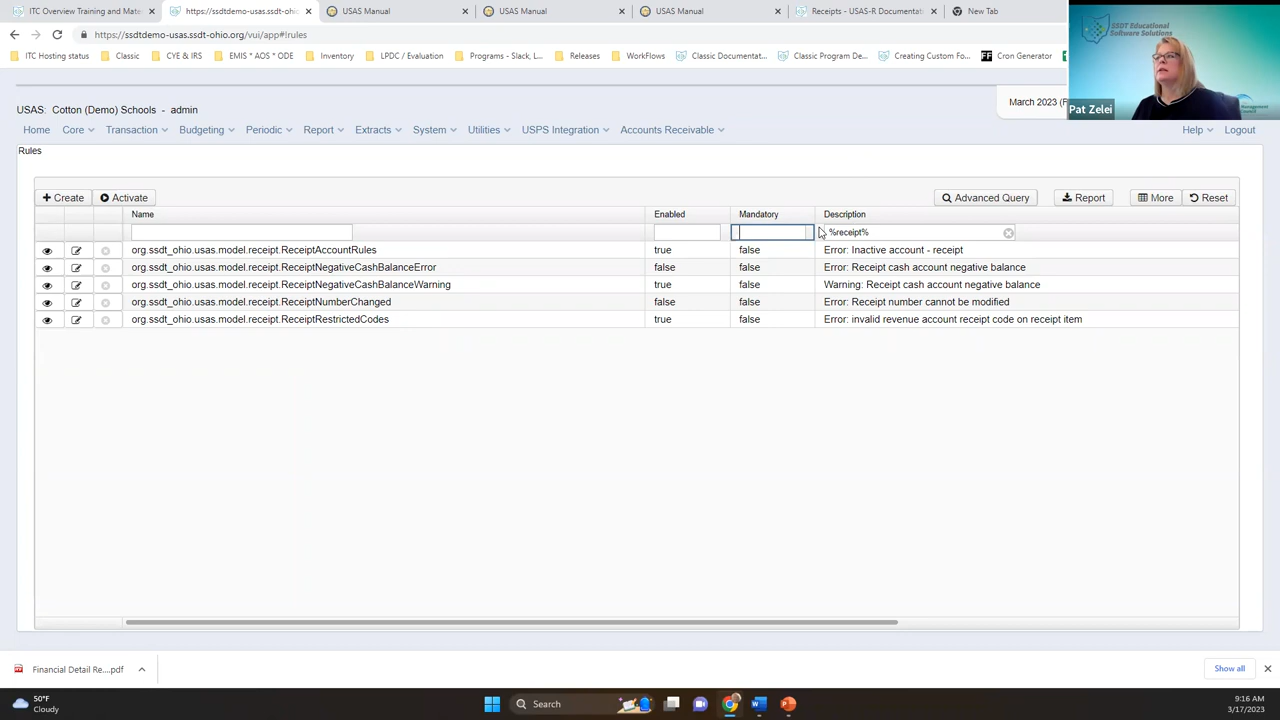 ITC Overview Training and Mate
https://ssdtdemo-usas.ssdt-ohio
USAS Manual
USAS Manual
USAS Manual
Receipts - USAS-R Documentat
New Tab
https://ssdtdemo-usas.ssdt-ohio.org/vui/app#!rules
ITC Hosting status
Classic
CYE & IRS
EMIS * AOS * ODE
Inventory
LPDC / Evaluation
Programs - Slack, L...
Releases
WorkFlows
Classic Documentat...
Classic Program De...
Creating Custom Fo...
Cron Generator
SSDT Educational
Software Solutions
Management
Council
Pat Zelei
March 2023 (F
USAS: Cotton (Demo) Schools - admin
Home Core Transaction Budgeting Periodic Report Extracts System Utilities USPS Integration Accounts Receivable Help Logout
Rules
Create Activate Advanced Query Report More Reset
Name Enabled Mandatory Description
%receipt%
org.ssdt_ohio.usas.model.receipt.ReceiptAccountRules true false Error: Inactive account - receipt
org.ssdt_ohio.usas.model.receipt.ReceiptNegativeCashBalanceError false false Error: Receipt cash account negative balance
org.ssdt_ohio.usas.model.receipt.ReceiptNegativeCashBalanceWarning true false Warning: Receipt cash account negative balance
org.ssdt_ohio.usas.model.receipt.ReceiptNumberChanged false false Error: Receipt number cannot be modified
org.ssdt_ohio.usas.model.receipt.ReceiptRestrictedCodes true false Error: invalid revenue account receipt code on receipt item
Financial Detail Re....pdf
Show all
50°F
Cloudy
Search
9:16 AM
3/17/2023